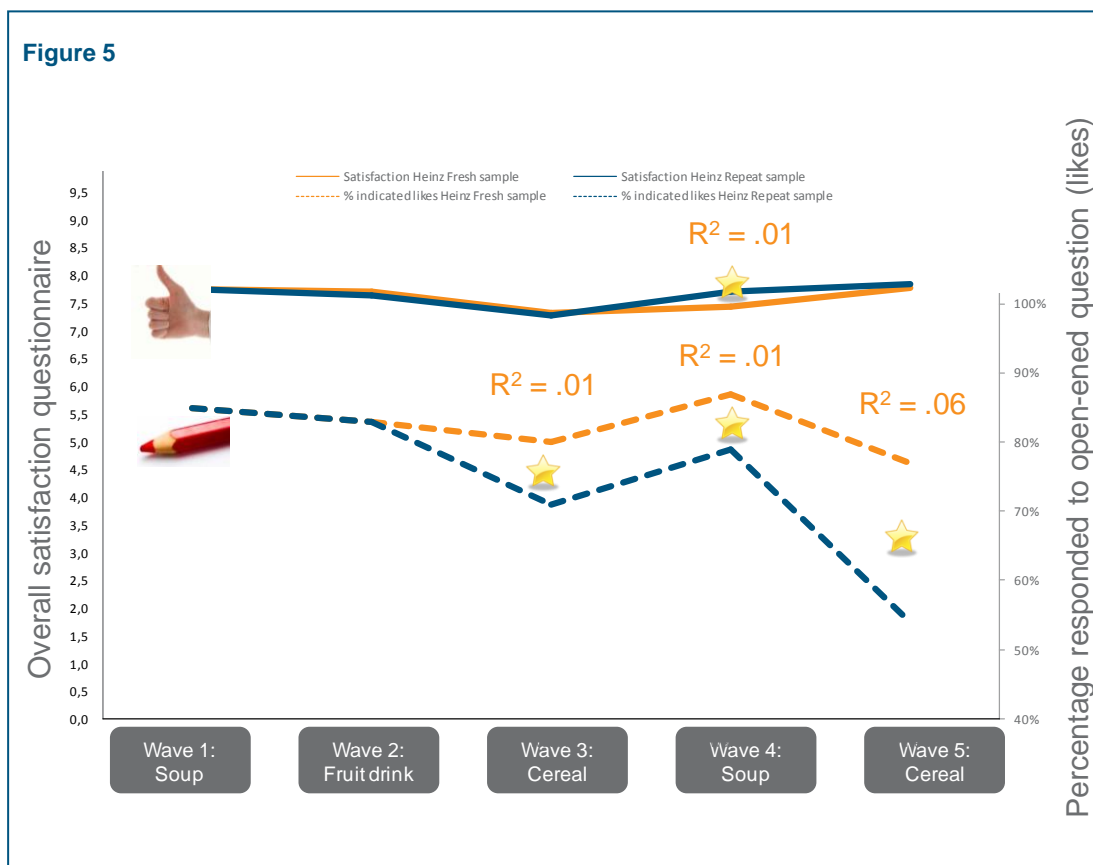 Figure 5
Satisfaction Heinz Fresh sample
Satisfaction Heinz Repeat sample
% indicated likes Heinz Fresh sample
% indicated likes Heinz Repeat sample
Overall satisfaction questionnaire
9,5
9,0
8,5
8,0
7,5
7,0
6,5
6,0
5,5
5,0
4,5
4,0
3,5
3,0
2,5
2,0
1,5
1,0
0,5
0,0
R² = .01
R² = .01
R² = .01
R² = .06
100%
90%
80%
70%
60%
50%
40%
Percentage responded to open-ened question (likes)
Wave 1:
Soup
Wave 2:
Fruit drink
Wave 3:
Cereal
Wave 4:
Soup
Wave 5:
Cereal